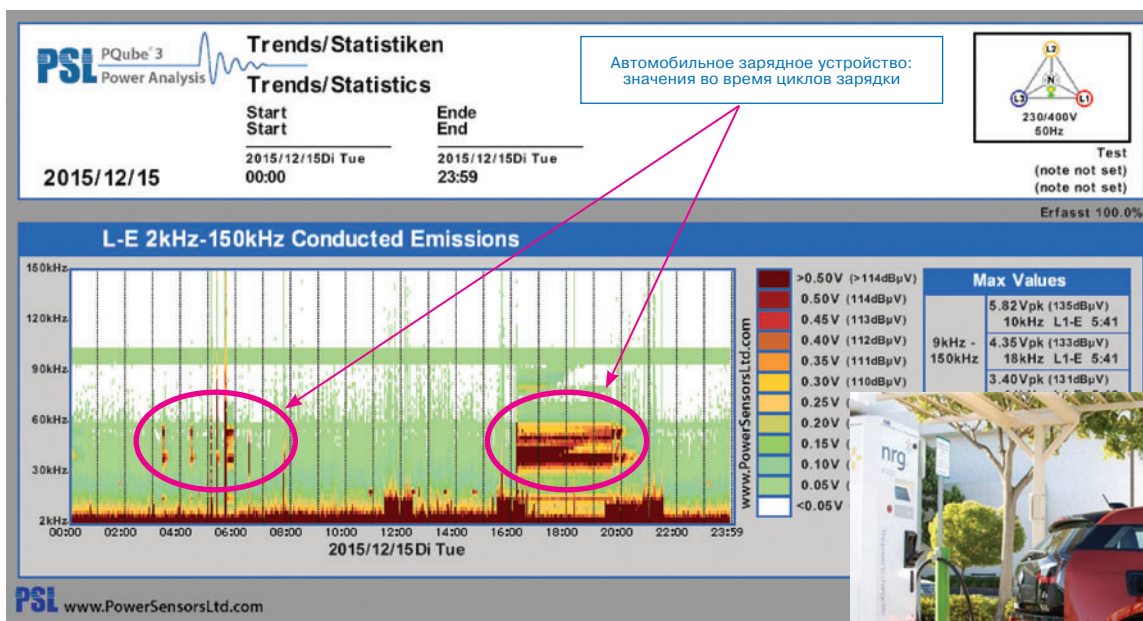 PSL
PQube® 3
Power Analysis
Trends/Statistiken
Trends/Statistics
Start
Start
Ende
End
2015/12/15Di Tue
00:00
2015/12/15Di Tue
23:59
2015/12/15
Автомобильное зарядное устройство:
значения во время циклов зарядки
L2
N
L3
L1
230/400V
50Hz
Test
(note not set)
(note not set)
Erfasst 100.0%
L-E 2kHz-150kHz Conducted Emissions
150kHz
120kHz
90kHz
60kHz
30kHz
2kHz
00:00 02:00 04:00 06:00 08:00 10:00 12:00 14:00 16:00 18:00 20:00 22:00 23:59
2015/12/15Di Tue
www.PowerSensorsLtd.com
>0.50V (>114dBµV)
0.50V (114dBµV)
0.45V (113dBµV)
0.40V (112dBµV)
0.35V (111dBµV)
0.30V (110dBµV)
0.25V (
0.20V (
0.15V (
0.10V (
0.05V (
<0.05V (
Max Values
9kHz -
150kHz
5.82Vpk (135dBµV)
10kHz L1-E 5:41
4.35Vpk (133dBµV)
18kHz L1-E 5:41
3.40Vpk (131dBµV)
nrg
PSL www.PowerSensorsLtd.com